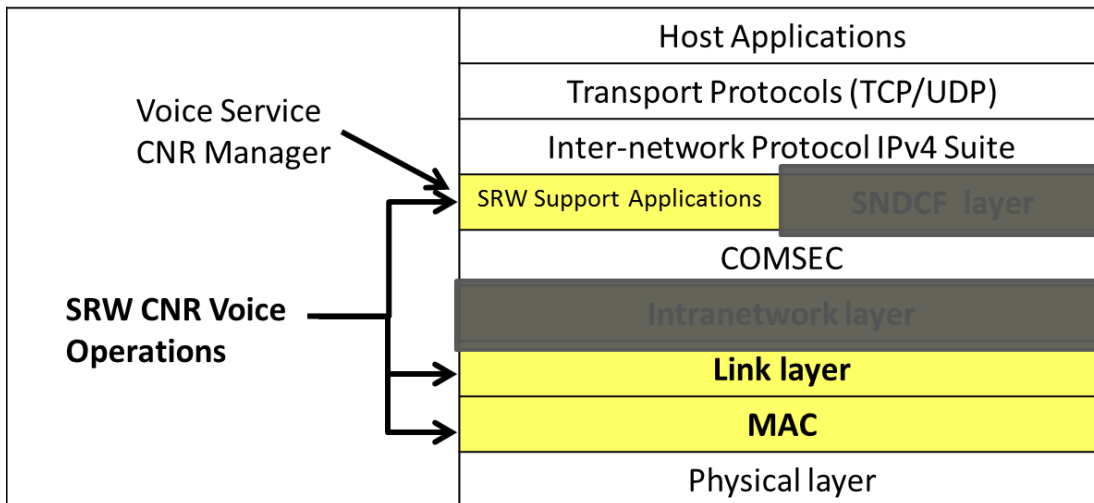 Host Applications
Transport Protocols (TCP/UDP)
Voice Service
CNR Manager
Inter-network Protocol IPv4 Suite
SRW Support Applications
SNDCF layer
COMSEC
SRW CNR Voice
Operations
Intranetwork layer
Link layer
MAC
Physical layer